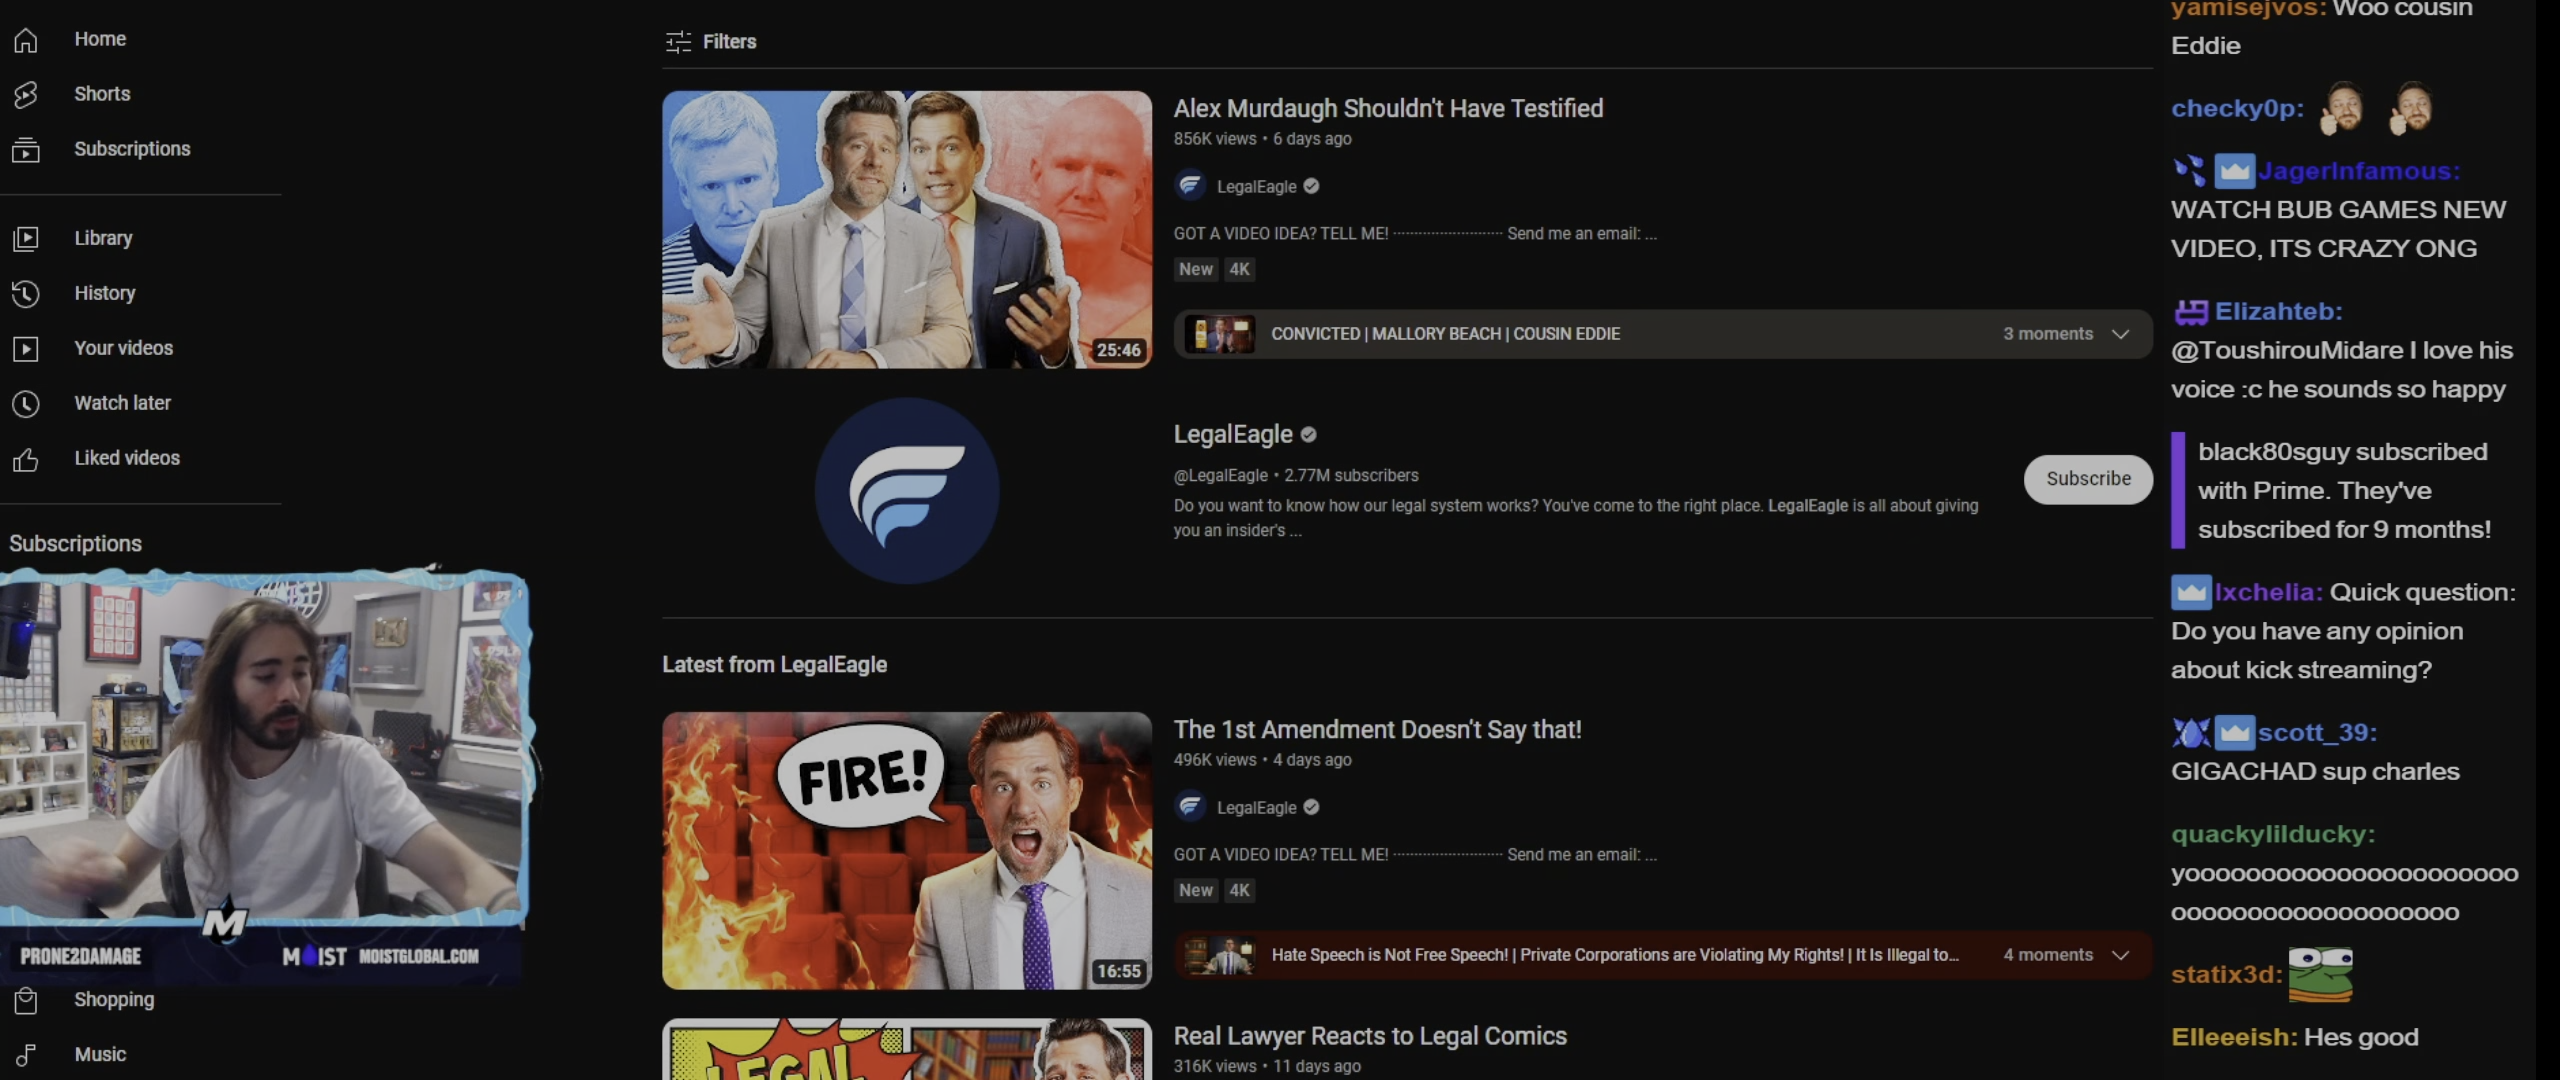 Home
Shorts
Subscriptions
Library
History
Your videos
Watch later
Liked videos
Subscriptions
PRONE2DAMAGE
M
MOIST MOISTGLOBAL.COM
Shopping
Music
Filters
25:46
Alex Murdaugh Shouldn't Have Testified
856K views • 6 days ago
LegalEagle
GOT A VIDEO IDEA? TELL ME! ························· Send me an email: ...
New 4K
CONVICTED | MALLORY BEACH | COUSIN EDDIE 3 moments
LegalEagle
@LegalEagle • 2.77M subscribers
Do you want to know how our legal system works? You've come to the right place. LegalEagle is all about giving
you an insider's ...
Subscribe
Latest from LegalEagle
FIRE!
16:55
The 1st Amendment Doesn't Say that!
496K views • 4 days ago
LegalEagle
GOT A VIDEO IDEA? TELL ME! ························· Send me an email: ...
New 4K
Hate Speech is Not Free Speech! | Private Corporations are Violating My Rights! | It Is Illegal to... 4 moments
LEGAL
Real Lawyer Reacts to Legal Comics
316K views • 11 days ago
yamisejvos: Woo cousin
Eddie
checky0p:
JagerInfamous:
WATCH BUB GAMES NEW
VIDEO, ITS CRAZY ONG
Elizahteb:
@ToushirouMidare I love his
voice :c he sounds so happy
black80sguy subscribed
with Prime. They've
subscribed for 9 months!
lxchelia: Quick question:
Do you have any opinion
about kick streaming?
scott_39:
GIGACHAD sup charles
quackylilducky:
yoooooooooooooooooooooo
ooooooooooooooooooo
statix3d:
Elleeeish: Hes good